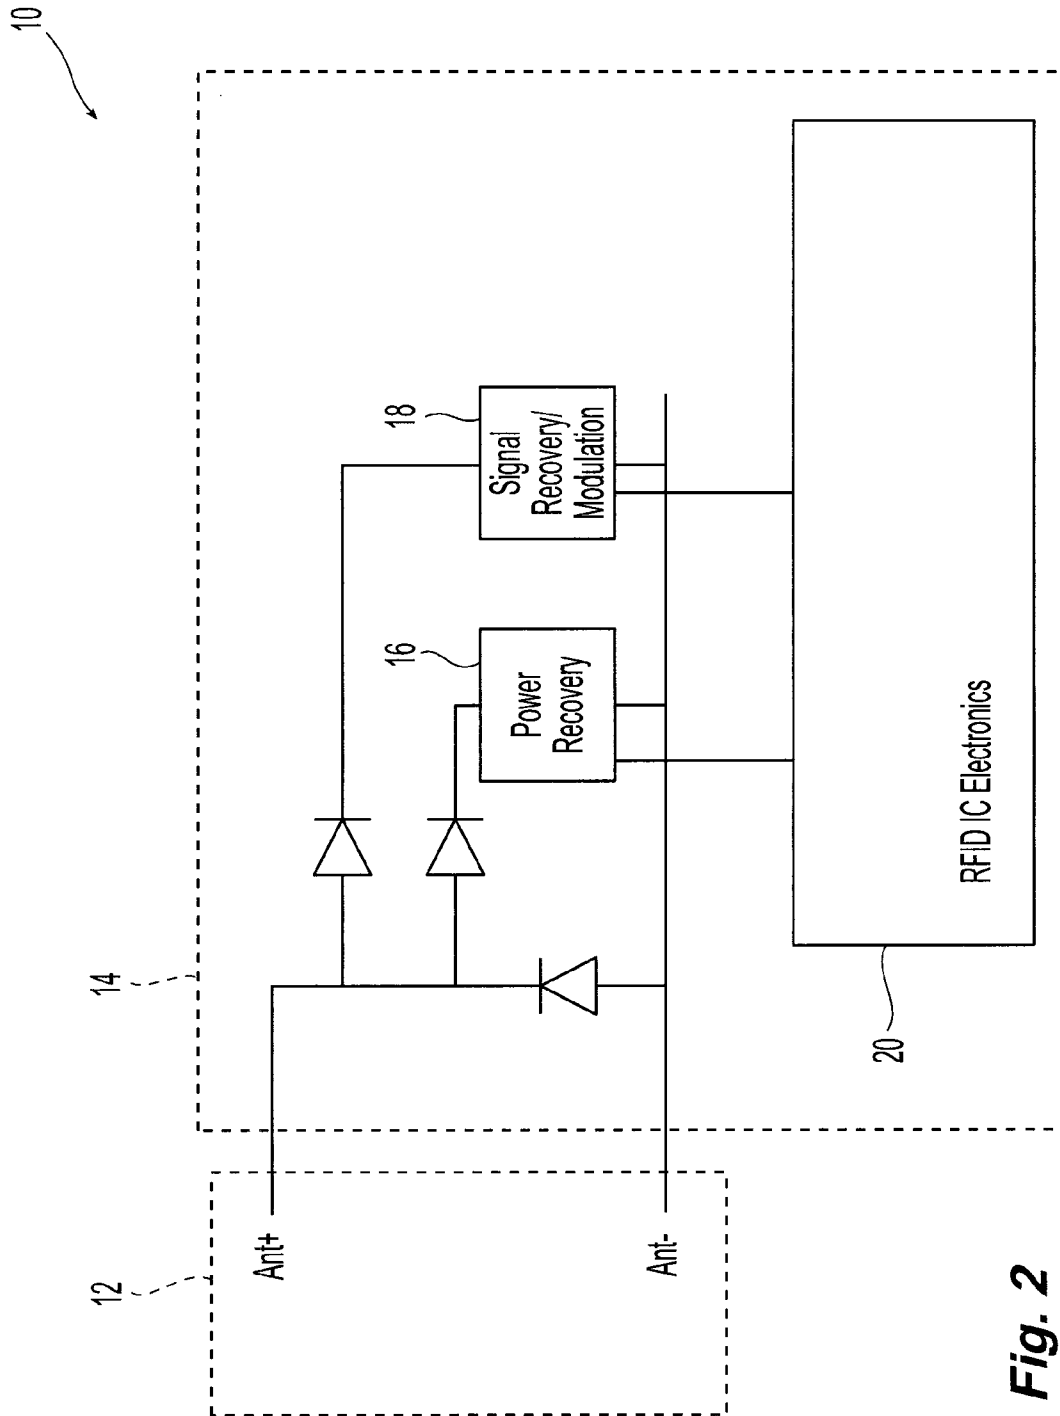 10
14
12
Ant+
Ant-
16
Power
Recovery
18
Signal
Recovery/
Modulation
20
RFID IC Electronics
Fig. 2